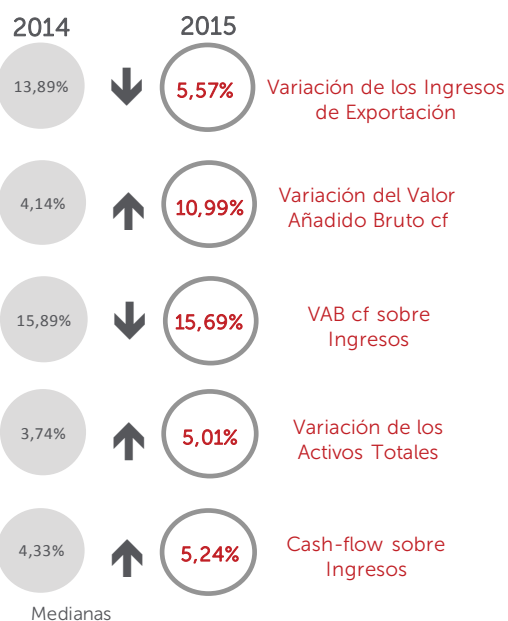 2014
2015
13,89%
5,57%
Variación de los Ingresos
de Exportación
4,14%
10,99%
Variación del Valor
Añadido Bruto cf
15,89%
15,69%
VAB cf sobre
Ingresos
3,74%
5,01%
Variación de los
Activos Totales
4,33%
5,24%
Cash-flow sobre
Ingresos
Medianas